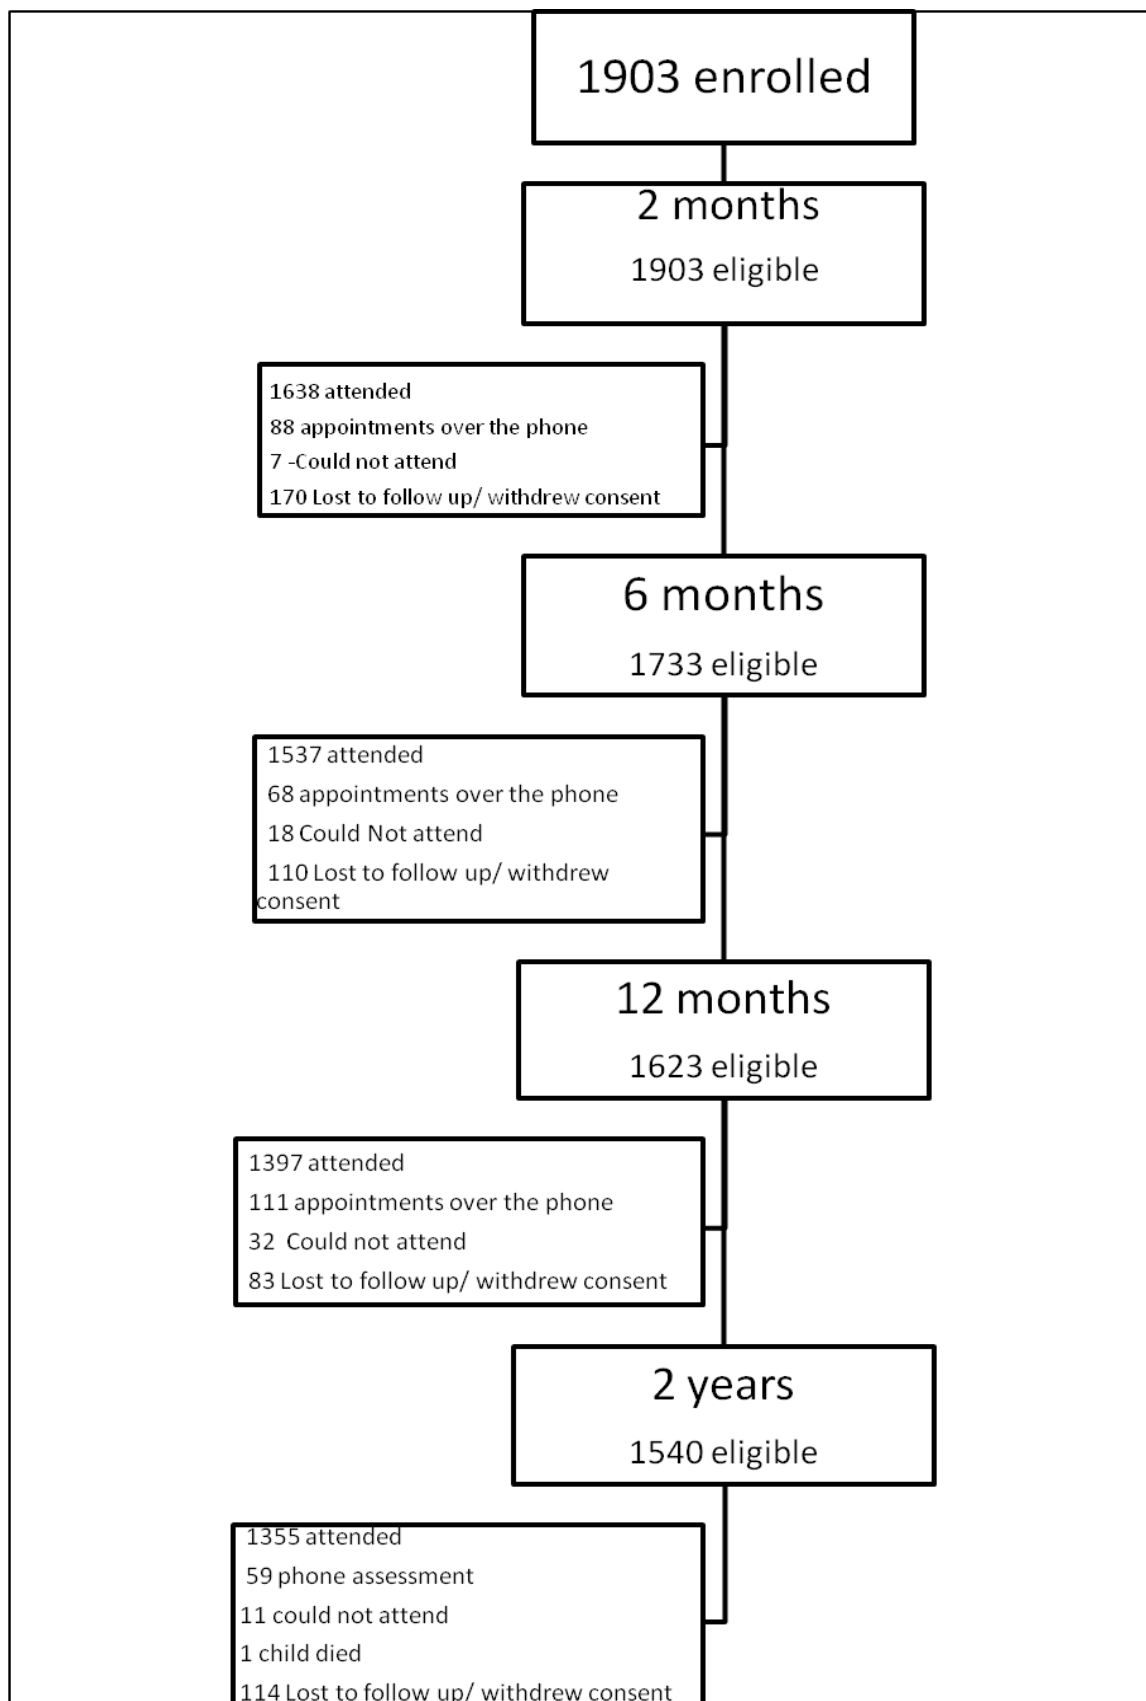 1903 enrolled
2 months
1903 eligible
1638 attended
88 appointments over the phone
7 -Could not attend
170 Lost to follow up/ withdrew consent
6 months
1733 eligible
1537 attended
68 appointments over the phone
18 Could Not attend
110 Lost to follow up/ withdrew
consent
12 months
1623 eligible
1397 attended
111 appointments over the phone
32 Could not attend
83 Lost to follow up/ withdrew consent
2 years
1540 eligible
1355 attended
59 phone assessment
11 could not attend
1 child died
114 Lost to follow up/ withdrew consent